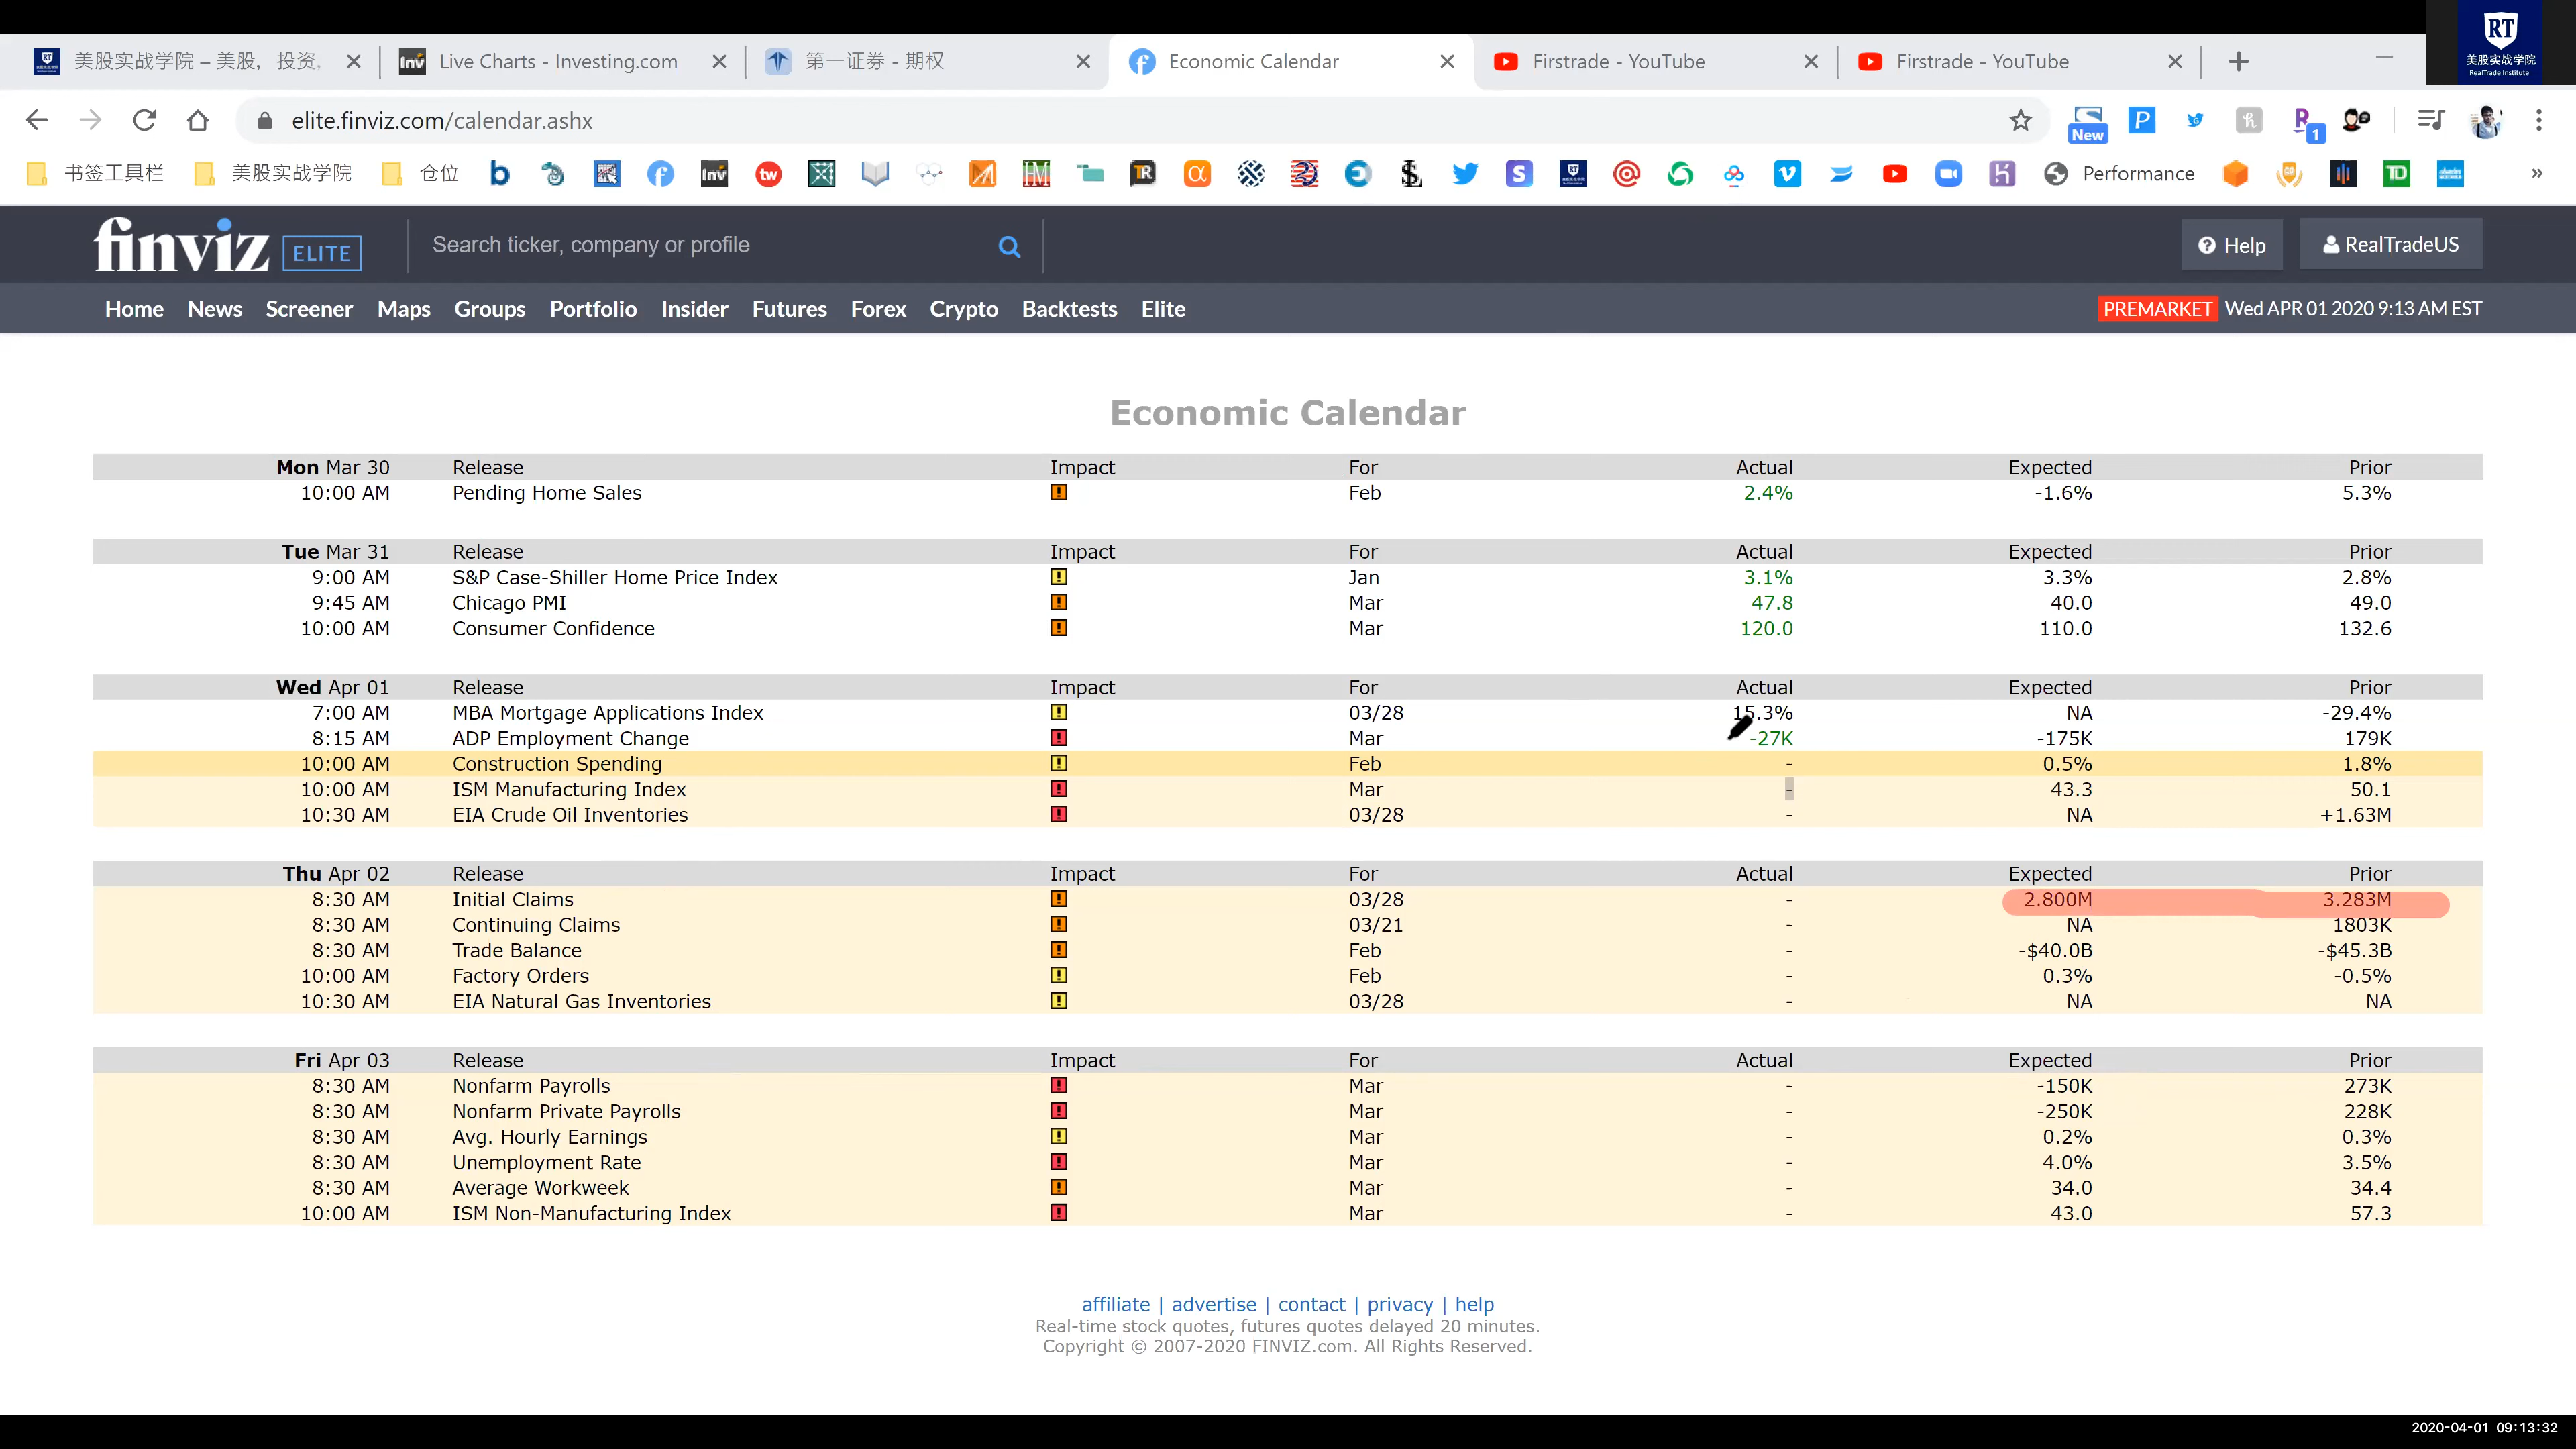 RT
美股实战学院
RealTrade Institute
美股实战学院 – 美股，投资,
Live Charts - Investing.com
第一证券 - 期权
Economic Calendar
Firstrade - YouTube
Firstrade - YouTube
elite.finviz.com/calendar.ashx
New
1
书签工具栏
美股实战学院
仓位
Performance
finviz ELITE
Search ticker, company or profile
Help
RealTradeUS
Home News Screener Maps Groups Portfolio Insider Futures Forex Crypto Backtests Elite
PREMARKET Wed APR 01 2020 9:13 AM EST
Economic Calendar
Mon Mar 30 Release Impact For Actual Expected Prior
10:00 AM Pending Home Sales Feb 2.4% -1.6% 5.3%
Tue Mar 31 Release Impact For Actual Expected Prior
9:00 AM S&P Case-Shiller Home Price Index Jan 3.1% 3.3% 2.8%
9:45 AM Chicago PMI Mar 47.8 40.0 49.0
10:00 AM Consumer Confidence Mar 120.0 110.0 132.6
Wed Apr 01 Release Impact For Actual Expected Prior
7:00 AM MBA Mortgage Applications Index 03/28 15.3% NA -29.4%
8:15 AM ADP Employment Change Mar -27K -175K 179K
10:00 AM Construction Spending Feb - 0.5% 1.8%
10:00 AM ISM Manufacturing Index Mar - 43.3 50.1
10:30 AM EIA Crude Oil Inventories 03/28 - NA +1.63M
Thu Apr 02 Release Impact For Actual Expected Prior
8:30 AM Initial Claims 03/28 - 2.800M 3.283M
8:30 AM Continuing Claims 03/21 - NA 1803K
8:30 AM Trade Balance Feb - -$40.0B -$45.3B
10:00 AM Factory Orders Feb - 0.3% -0.5%
10:30 AM EIA Natural Gas Inventories 03/28 - NA NA
Fri Apr 03 Release Impact For Actual Expected Prior
8:30 AM Nonfarm Payrolls Mar - -150K 273K
8:30 AM Nonfarm Private Payrolls Mar - -250K 228K
8:30 AM Avg. Hourly Earnings Mar - 0.2% 0.3%
8:30 AM Unemployment Rate Mar - 4.0% 3.5%
8:30 AM Average Workweek Mar - 34.0 34.4
10:00 AM ISM Non-Manufacturing Index Mar - 43.0 57.3
affiliate | advertise | contact | privacy | help
Real-time stock quotes, futures quotes delayed 20 minutes.
Copyright © 2007-2020 FINVIZ.com. All Rights Reserved.
2020-04-01 09:13:32